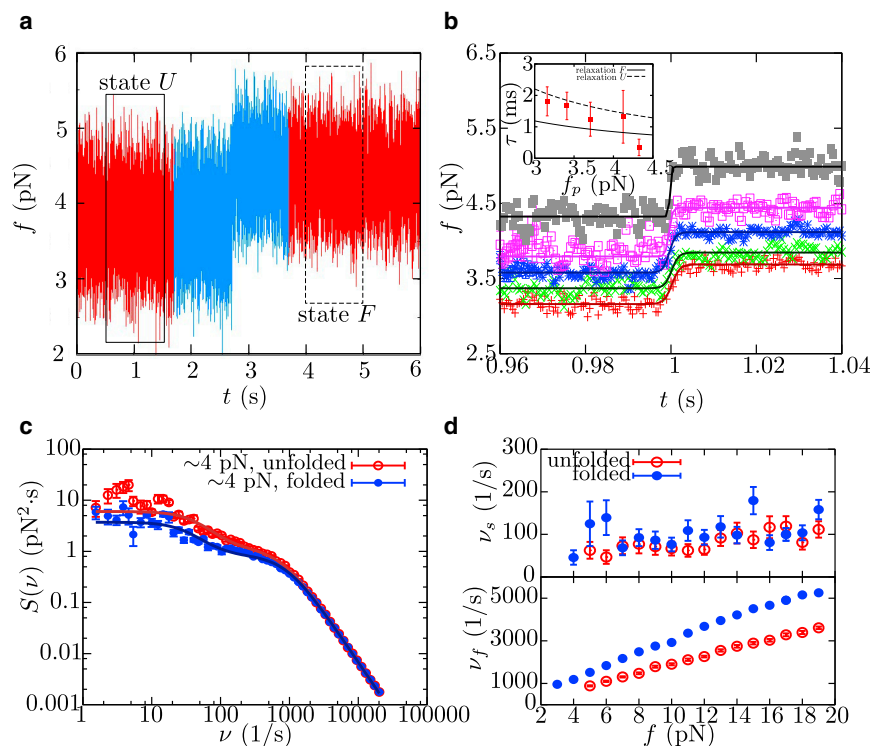 a
6
5
4
3
2
f (pN)
state U
state F
0 1 2 3 4 5 6
t (s)
b
6.5
5.5
4.5
3.5
2.5
f (pN)
relaxation F
relaxation U
3
2
1
0
τ (ms)
3 3.5 4 4.5
f_p (pN)
0.96 0.98 1 1.02 1.04
t (s)
c
100
10
1
0.1
0.01
0.001
S(ν) (pN²·s)
~4 pN, unfolded
~4 pN, folded
1 10 100 1000 10000 100000
ν (1/s)
d
300
200
100
0
ν_s (1/s)
unfolded
folded
5000
3000
1000
ν_f (1/s)
2 4 6 8 10 12 14 16 18 20
f (pN)